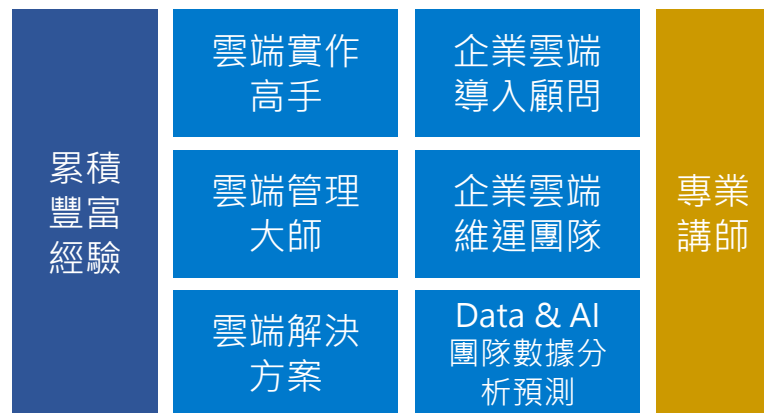 累積
豐富
經驗
雲端實作
高手
企業雲端
導入顧問
雲端管理
大師
企業雲端
維運團隊
雲端解決
方案
Data & AI
團隊數據分
析預測
專業
講師